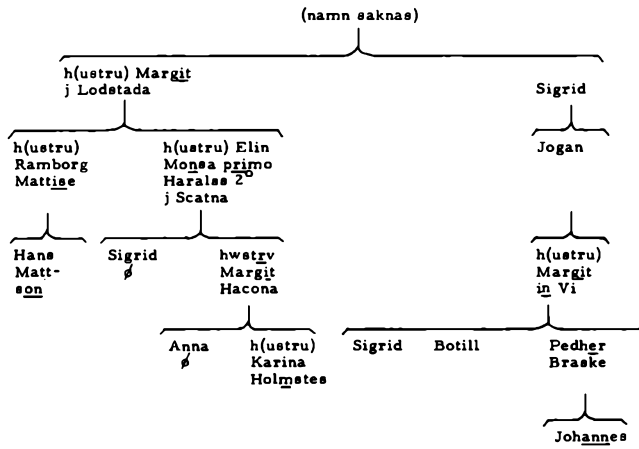 (namn saknas)
h(ustru) Margit
j Lodstada
Sigrid
h(ustru)
Ramborg
Mattise
h(ustru) Elin
Monsa primo
Haralss 2°
j Scatna
Jogan
Hans
Matt-
son
Sigrid
ø
hwstrv
Margit
Hacona
h(ustru)
Margit
in Vi
Anna
ø
h(ustru)
Karina
Holmstes
Sigrid
Botill
Pedher
Braske
Johannes